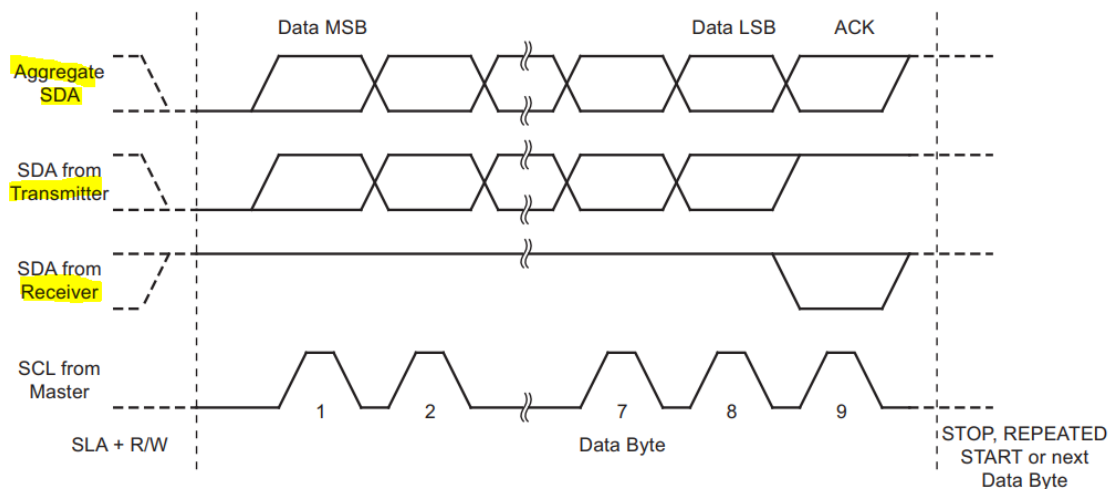 Data MSB
Data LSB
ACK
Aggregate
SDA
SDA from
Transmitter
SDA from
Receiver
SCL from
Master
1
2
7
8
9
SLA + R/W
Data Byte
STOP, REPEATED
START or next
Data Byte